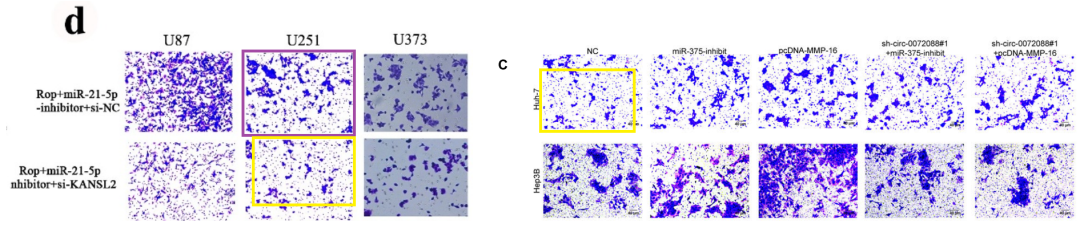 d
U87 U251 U373
Rop+miR-21-5p
-inhibitor+si-NC
Rop+miR-21-5p
nhibitor+si-KANSL2
C
NC miR-375-inhibit pcDNA-MMP-16 sh-circ-0072088#1 sh-circ-0072088#1
+miR-375-inhibit +pcDNA-MMP-16
Huh-7
Hep3B